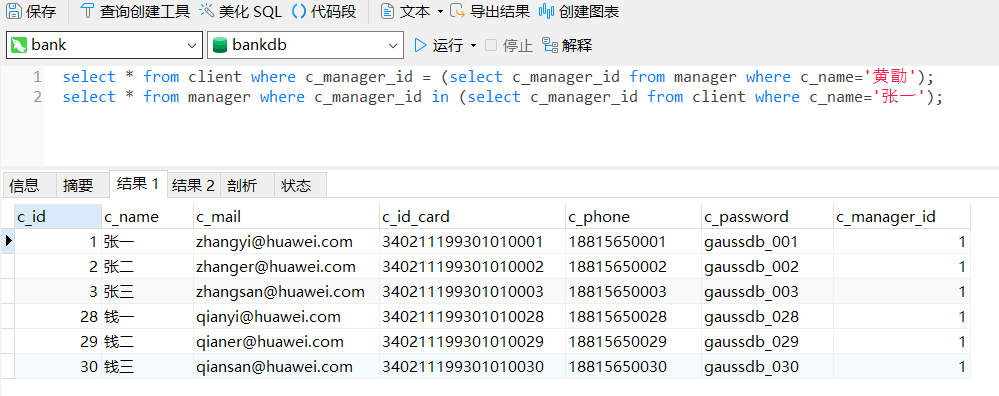 保存 查询创建工具 美化 SQL () 代码段 文本 导出结果 创建图表
bank bankdb 运行 停止 解释
1 select * from client where c_manager_id = (select c_manager_id from manager where c_name='黄勖');
2 select * from manager where c_manager_id in (select c_manager_id from client where c_name='张一');
信息 摘要 结果 1 结果 2 剖析 状态
c_id c_name c_mail c_id_card c_phone c_password c_manager_id
1 张一 zhangyi@huawei.com 340211199301010001 18815650001 gaussdb_001 1
2 张二 zhanger@huawei.com 340211199301010002 18815650002 gaussdb_002 1
3 张三 zhangsan@huawei.com 340211199301010003 18815650003 gaussdb_003 1
28 钱一 qianyi@huawei.com 340211199301010028 18815650028 gaussdb_028 1
29 钱二 qianer@huawei.com 340211199301010029 18815650029 gaussdb_029 1
30 钱三 qiansan@huawei.com 340211199301010030 18815650030 gaussdb_030 1